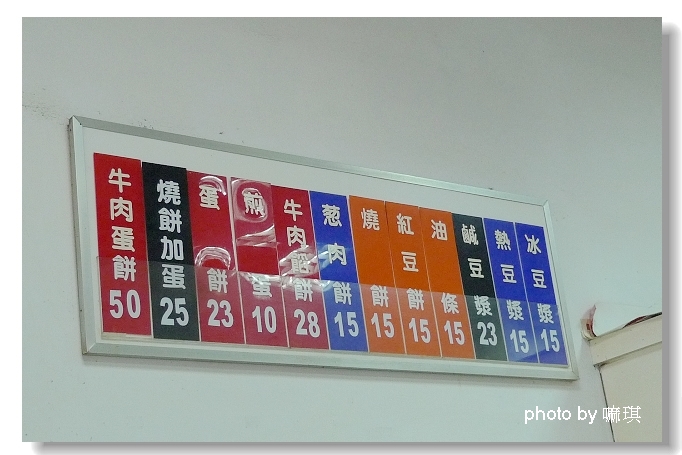 牛肉蛋餅 50
燒餅加蛋 25
蛋餅 23
煎蛋 10
牛肉餡餅 28
葱肉餅 15
燒餅 15
紅豆餅 15
油條 15
鹹豆漿 23
熱豆漿 15
冰豆漿 15
photo by 嘛琪